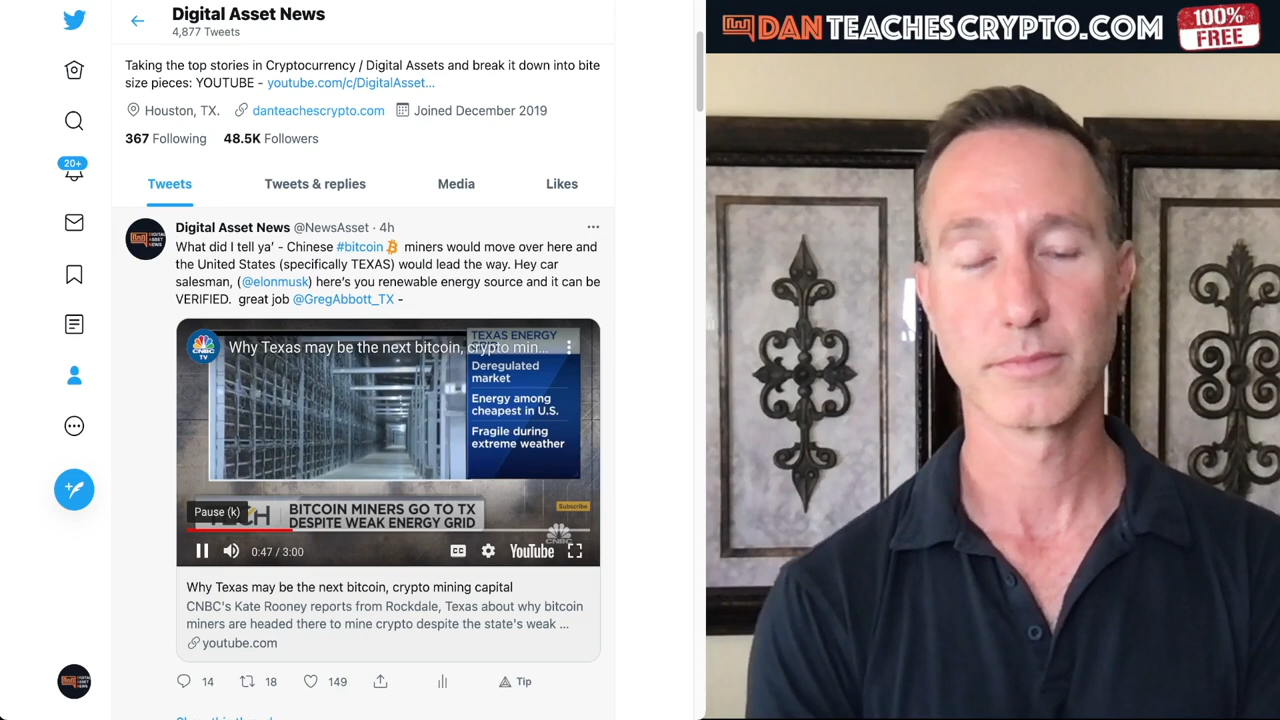 Digital Asset News
4,877 Tweets
Taking the top stories in Cryptocurrency / Digital Assets and break it down into bite
size pieces: YOUTUBE - youtube.com/c/DigitalAsset...
Houston, TX. danteachescrypto.com Joined December 2019
367 Following 48.5K Followers
Tweets Tweets & replies Media Likes
20+
Digital Asset News @NewsAsset · 4h
What did I tell ya' - Chinese #bitcoin miners would move over here and
the United States (specifically TEXAS) would lead the way. Hey car
salesman, (@elonmusk) here's you renewable energy source and it can be
VERIFIED. great job @GregAbbott_TX -
CNBC
TV
Why Texas may be the next bitcoin, crypto min...
TEXAS ENERGY
Deregulated
market
Energy among
cheapest in U.S.
Fragile during
extreme weather
Subscribe
Pause (k)
BITCOIN MINERS GO TO TX
DESPITE WEAK ENERGY GRID
CNBC
0:47 / 3:00
CC
YouTube
Why Texas may be the next bitcoin, crypto mining capital
CNBC's Kate Rooney reports from Rockdale, Texas about why bitcoin
miners are headed there to mine crypto despite the state's weak ...
youtube.com
14 18 149 Tip
DANTEACHESCRYPTO.COM
100%
FREE